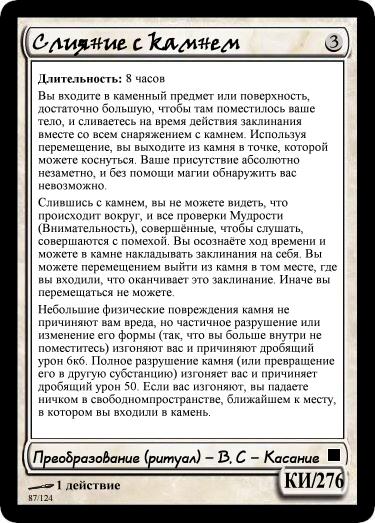 Слияние с камнем
3
Длительность: 8 часов
Вы входите в каменный предмет или поверхность,
достаточно большую, чтобы там поместилось ваше
тело, и сливаетесь на время действия заклинания
вместе со всем снаряжением с камнем. Используя
перемещение, вы выходите из камня в точке, которой
можете коснуться. Ваше присутствие абсолютно
незаметно, и без помощи магии обнаружить вас
невозможно.
Слившись с камнем, вы не можете видеть, что
происходит вокруг, и все проверки Мудрости
(Внимательность), совершённые, чтобы слушать,
совершаются с помехой. Вы осознаёте ход времени и
можете в камне накладывать заклинания на себя. Вы
можете перемещением выйти из камня в том месте, где
вы входили, что оканчивает это заклинание. Иначе вы
перемещаться не можете.
Небольшие физические повреждения камня не
причиняют вам вреда, но частичное разрушение или
изменение его формы (так, что вы больше внутри не
поместитесь) изгоняют вас и причиняют дробящий
урон 6к6. Полное разрушение камня (или превращение
его в другую субстанцию) изгоняет вас и причиняет
дробящий урон 50. Если вас изгоняют, вы падаете
ничком в свободномпространстве, ближайшем к месту,
в котором вы входили в камень.
Преобразование (ритуал) – В, С – Касание
КИ/276
1 действие
87/124